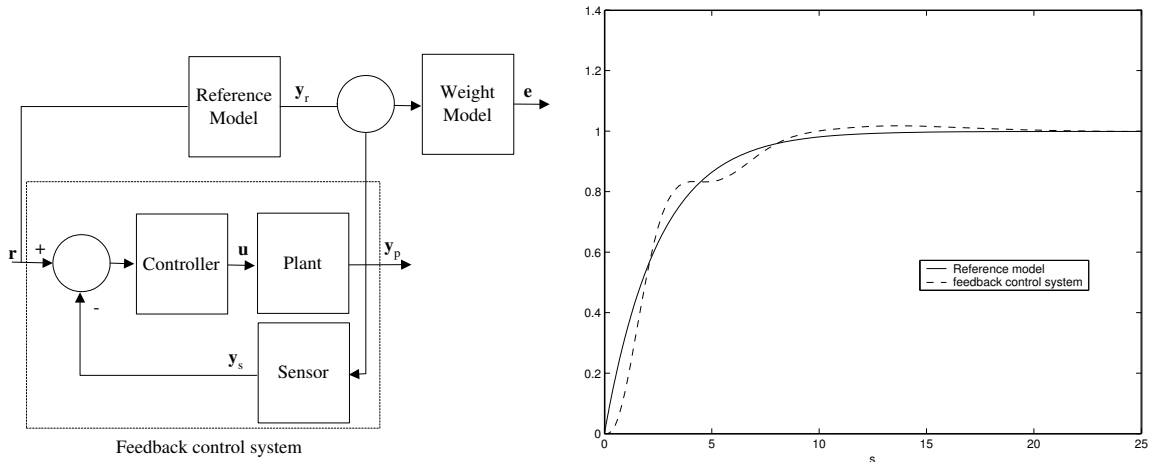 Reference
Model
y_r
Weight
Model
e
r
+
-
Controller
u
Plant
y_p
y_s
Sensor
Feedback control system
1.4
1.2
1
0.8
0.6
0.4
0.2
0
0
5
10
15
20
25
s
Reference model
feedback control system